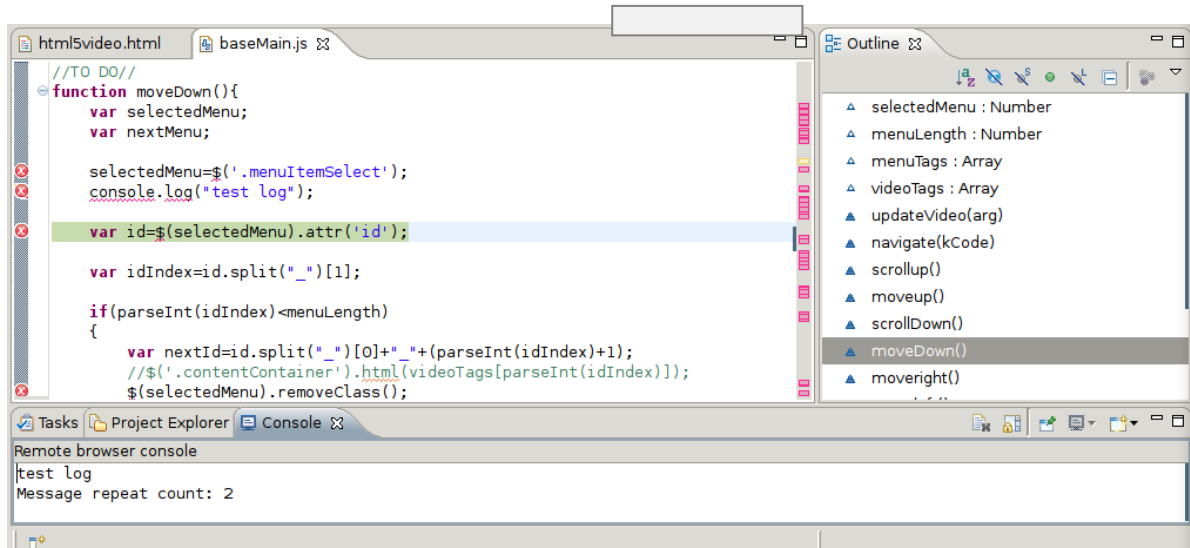 html5video.html
baseMain.js
//TO DO//
function moveDown(){
var selectedMenu;
var nextMenu;
selectedMenu=$('.menuItemSelect');
console.log("test log");
var id=$(selectedMenu).attr('id');
var idIndex=id.split("_")[1];
if(parseInt(idIndex)<menuLength)
{
var nextId=id.split("_")[0]+"_"+(parseInt(idIndex)+1);
//$('.contentContainer').html(videoTags[parseInt(idIndex)]);
$(selectedMenu).removeClass();
Outline
selectedMenu : Number
menuLength : Number
menuTags : Array
videoTags : Array
updateVideo(arg)
navigate(kCode)
scrollup()
moveup()
scrollDown()
moveDown()
moveright()
Tasks
Project Explorer
Console
Remote browser console
test log
Message repeat count: 2